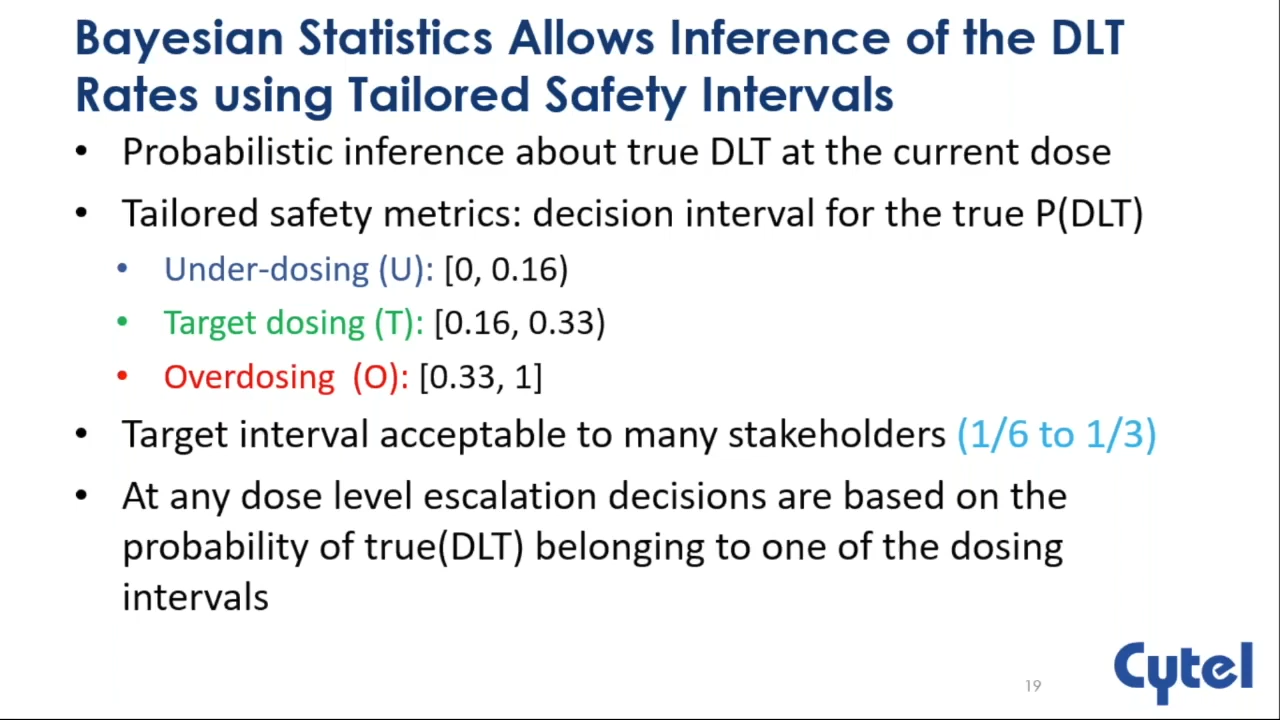 Bayesian Statistics Allows Inference of the DLT
Rates using Tailored Safety Intervals
• Probabilistic inference about true DLT at the current dose
• Tailored safety metrics: decision interval for the true P(DLT)
• Under-dosing (U): [0, 0.16)
• Target dosing (T): [0.16, 0.33)
• Overdosing (O): [0.33, 1]
• Target interval acceptable to many stakeholders (1/6 to 1/3)
• At any dose level escalation decisions are based on the
probability of true(DLT) belonging to one of the dosing
intervals
19
Cytel